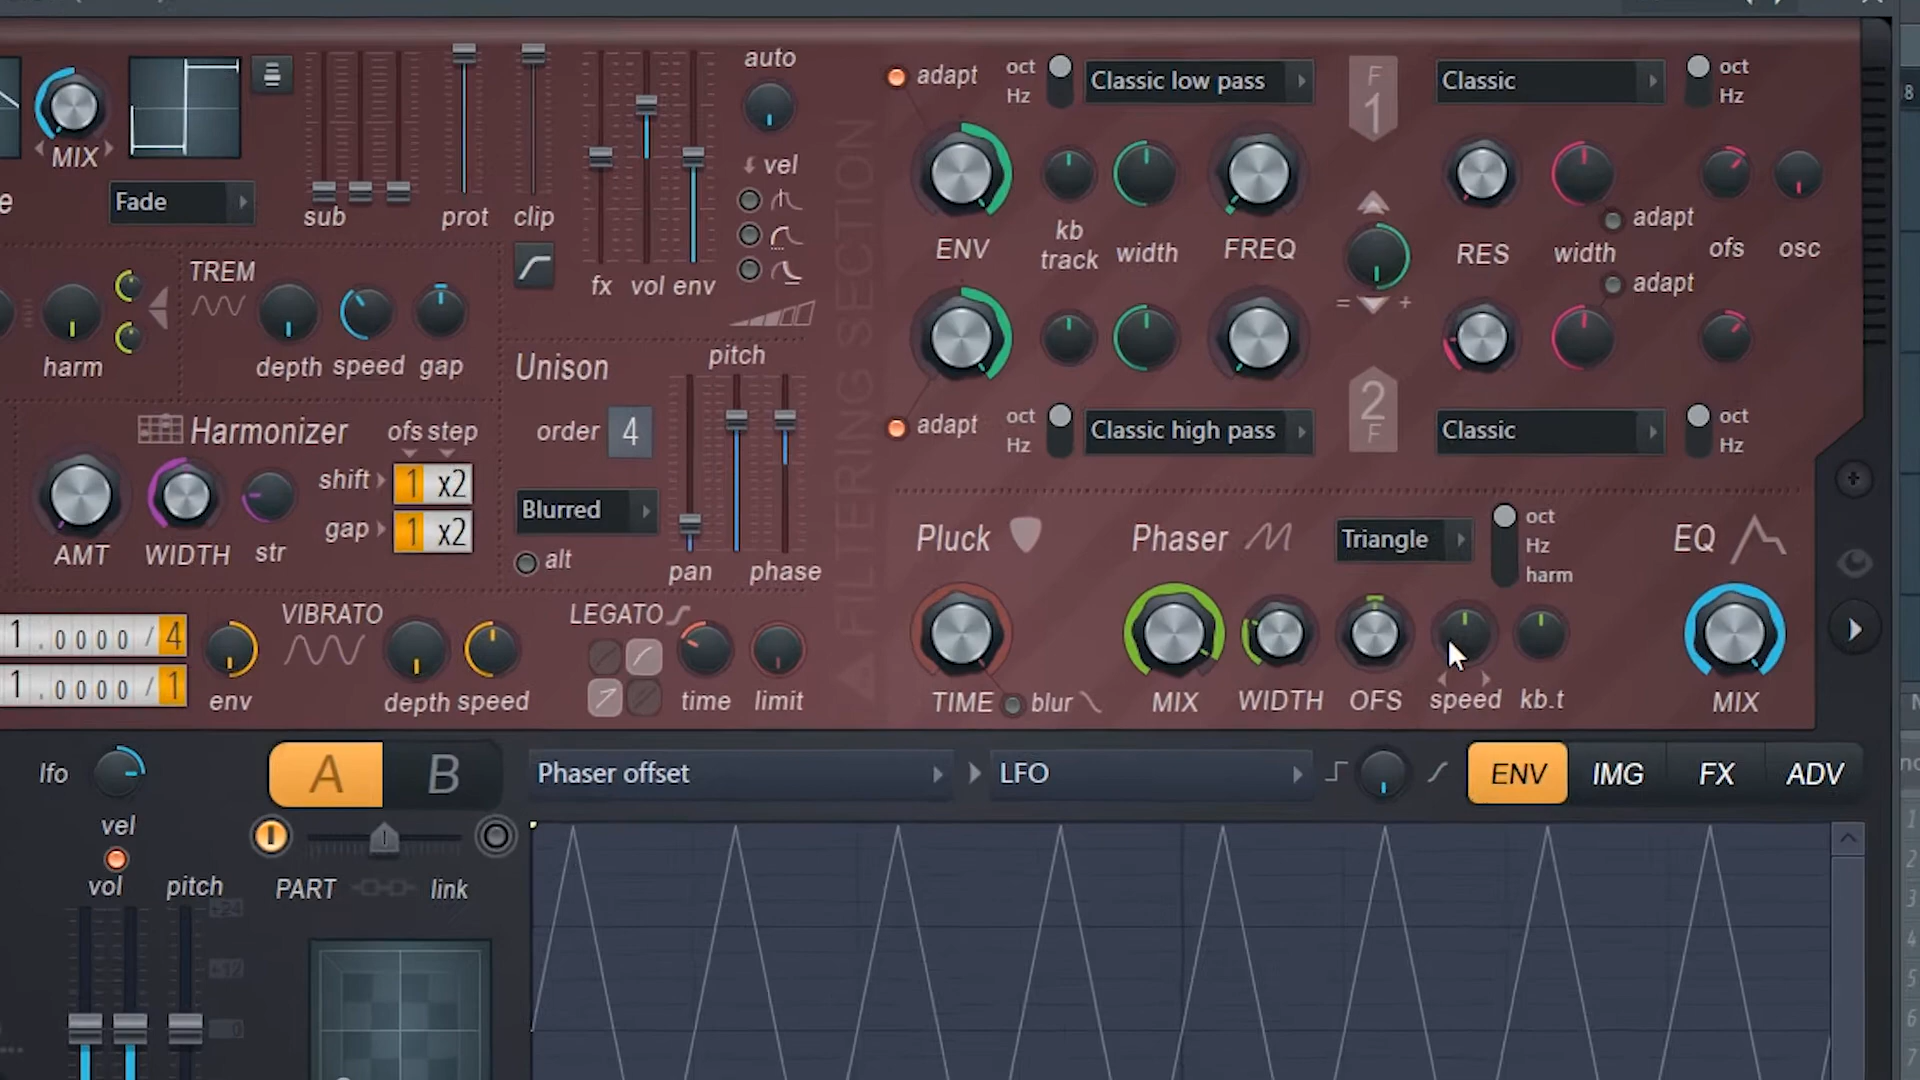 auto
adapt
oct
Hz
Classic low pass
F
1
Classic
oct
Hz
MIX
vel
Fade
sub
prot
clip
ENV
kb
track
width
FREQ
RES
width
adapt
ofs
osc
adapt
fx
vol
env
FILTERING SECTION
TREM
harm
depth
speed
gap
Unison
pitch
order
4
adapt
oct
Hz
Classic high pass
2
F
Classic
oct
Hz
Harmonizer
ofs
step
shift
1
x2
gap
1
x2
Blurred
alt
pan
phase
AMT
WIDTH
str
Pluck
Phaser
Triangle
oct
Hz
harm
EQ
1.0000/4
1.0000/1
env
VIBRATO
depth
speed
LEGATO
time
limit
TIME
blur
MIX
WIDTH
OFS
speed
kb.t
MIX
lfo
A
B
Phaser offset
LFO
ENV
IMG
FX
ADV
vel
vol
pitch
PART
link
+24
+12
0